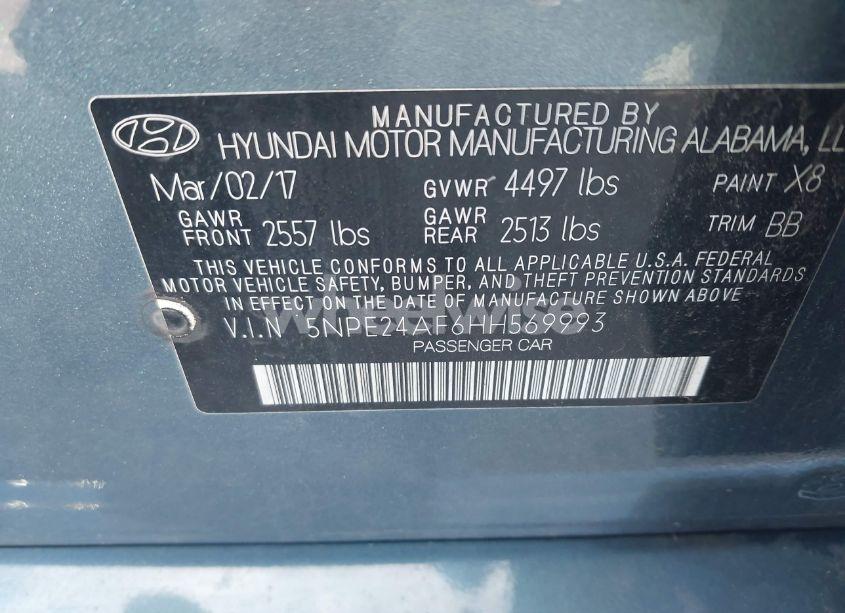 MANUFACTURED BY
HYUNDAI MOTOR MANUFACTURING ALABAMA, LL
Mar/02/17 GVWR 4497 lbs PAINT X8
GAWR FRONT 2557 lbs GAWR REAR 2513 lbs TRIM BB
THIS VEHICLE CONFORMS TO ALL APPLICABLE U.S.A. FEDERAL
MOTOR VEHICLE SAFETY, BUMPER, AND THEFT PREVENTION STANDARDS
IN EFFECT ON THE DATE OF MANUFACTURE SHOWN ABOVE
V.I.N 5NPE24AF6HH569993
PASSENGER CAR